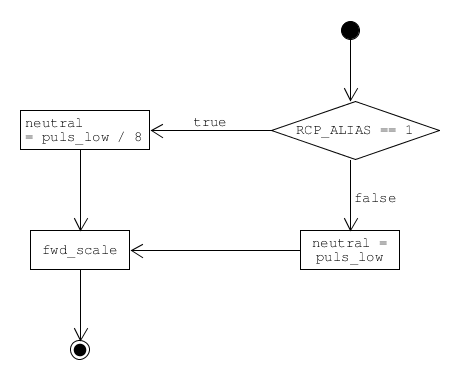 true
neutral
= puls_low / 8
RCP_ALIAS == 1
false
fwd_scale
neutral =
puls_low